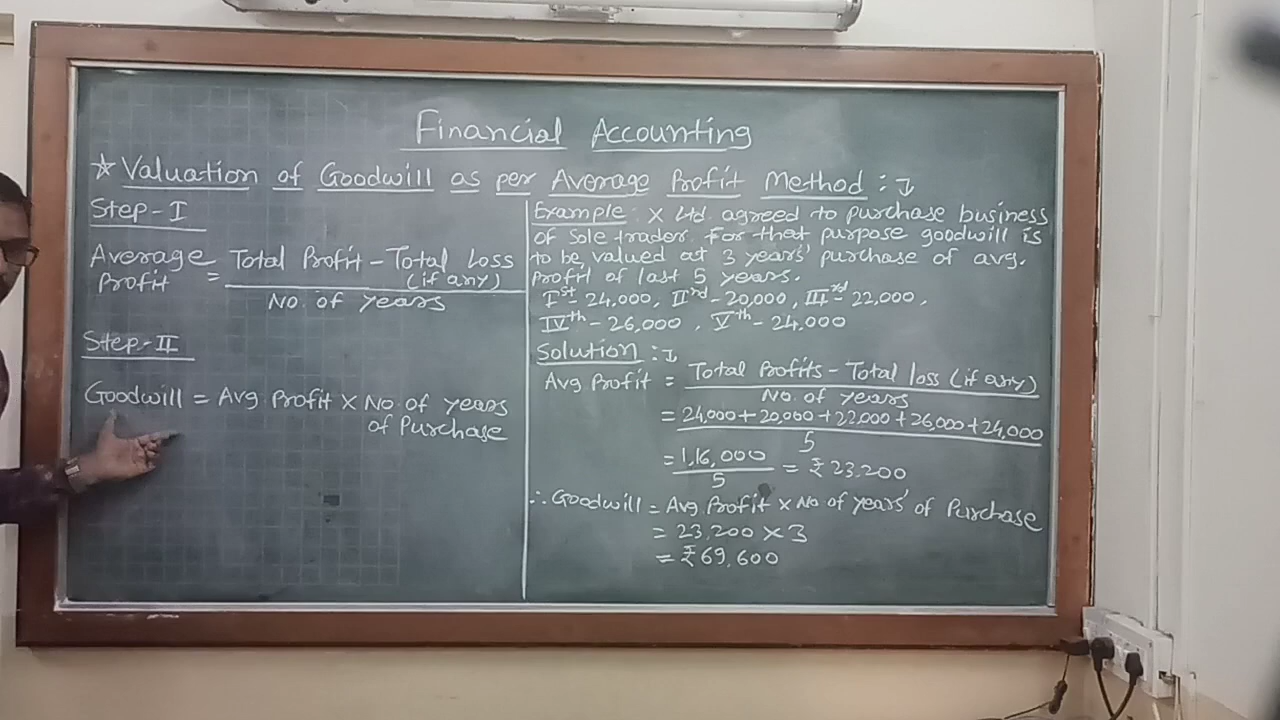 Financial Accounting
★ Valuation of Goodwill as per Average Profit Method :↓
Step-I
Average Profit = Total Profit - Total Loss (if any)
No. of years
Step-II
Goodwill = Avg Profit × No. of years
of Purchase
Example : X Ltd. agreed to purchase business
of sole trader. For that purpose goodwill is
to be valued at 3 years' purchase of avg.
Profit of last 5 years.
Ist - 24,000, IInd - 20,000, IIIrd - 22,000,
IVth - 26,000, Vth - 24,000
Solution :↓
Avg Profit = Total Profits - Total loss (if any)
No. of years
= 24,000 + 20,000 + 22,000 + 26,000 + 24,000
5
= 1,16,000 = ₹ 23,200
5
∴ Goodwill = Avg Profit × No of years' of Purchase
= 23,200 × 3
= ₹ 69,600